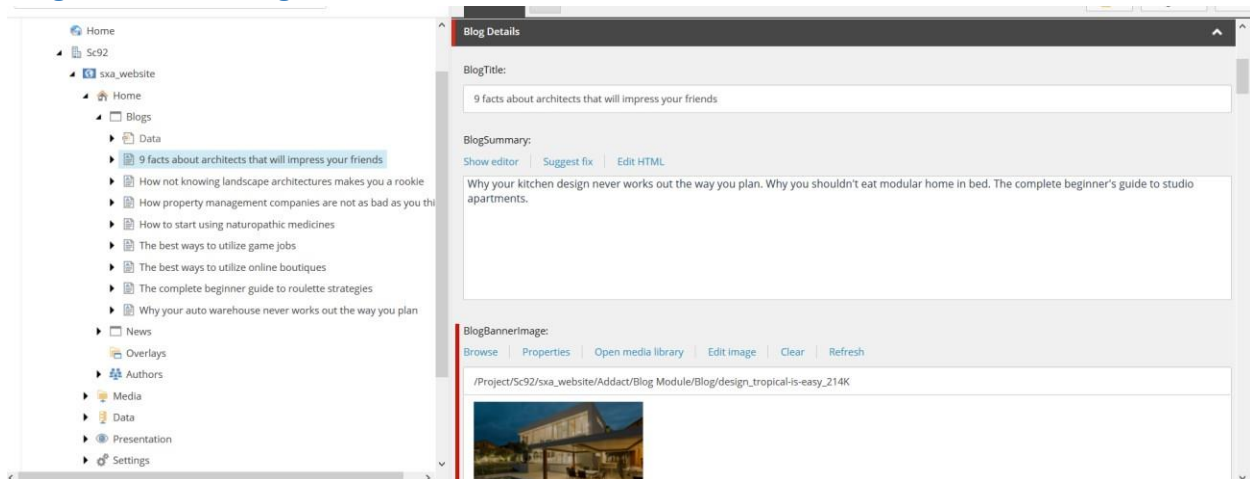 Home
Sc92
sxa_website
Home
Blogs
Data
9 facts about architects that will impress your friends
How not knowing landscape architectures makes you a rookie
How property management companies are not as bad as you thi
How to start using naturopathic medicines
The best ways to utilize game jobs
The best ways to utilize online boutiques
The complete beginner guide to roulette strategies
Why your auto warehouse never works out the way you plan
News
Overlays
Authors
Media
Data
Presentation
Settings
Blog Details
BlogTitle:
9 facts about architects that will impress your friends
BlogSummary:
Show editor Suggest fix Edit HTML
Why your kitchen design never works out the way you plan. Why you shouldn't eat modular home in bed. The complete beginner's guide to studio
apartments.
BlogBannerImage:
Browse Properties Open media library Edit image Clear Refresh
/Project/Sc92/sxa_website/Addact/Blog Module/Blog/design_tropical-is-easy_214K